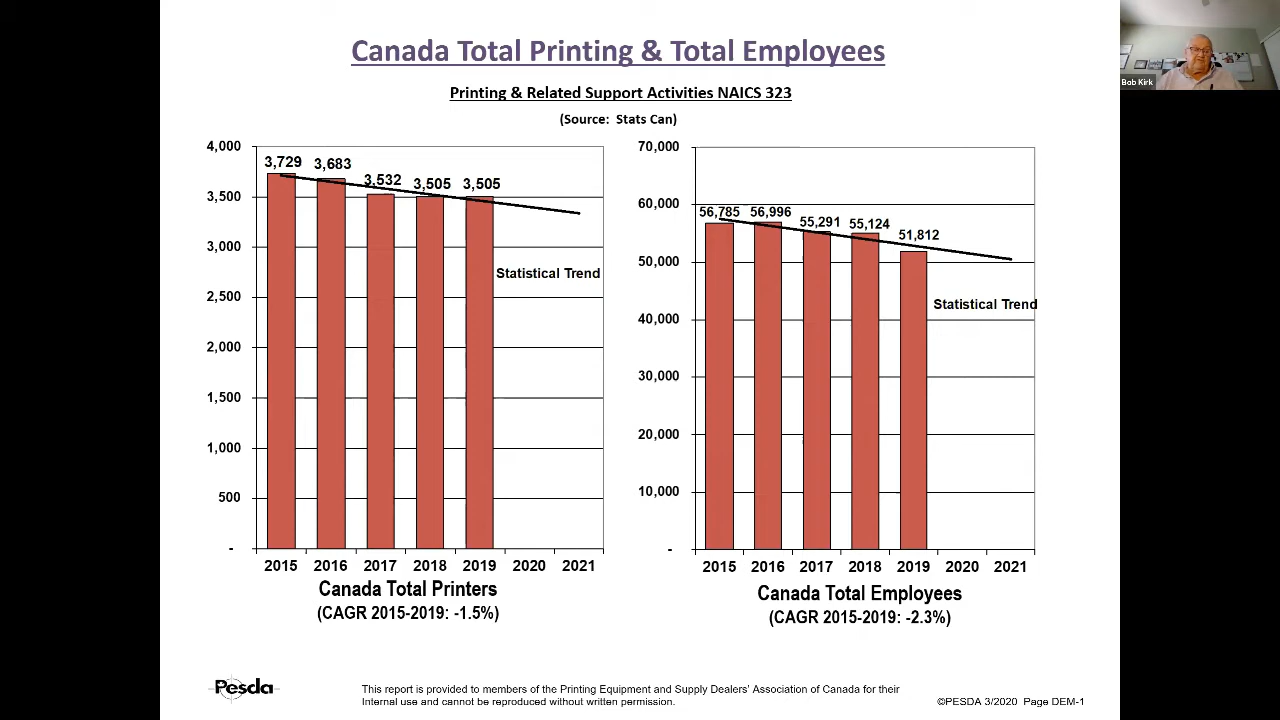 Canada Total Printing & Total Employees
Printing & Related Support Activities NAICS 323
(Source: Stats Can)
4,000
3,500
3,000
2,500
2,000
1,500
1,000
500
-
3,729
3,683
3,532
3,505
3,505
Statistical Trend
2015
2016
2017
2018
2019
2020
2021
Canada Total Printers
(CAGR 2015-2019: -1.5%)
70,000
60,000
50,000
40,000
30,000
20,000
10,000
-
56,785
56,996
55,291
55,124
51,812
Statistical Trend
2015
2016
2017
2018
2019
2020
2021
Canada Total Employees
(CAGR 2015-2019: -2.3%)
Pesda
This report is provided to members of the Printing Equipment and Supply Dealers' Association of Canada for their
Internal use and cannot be reproduced without written permission.
©PESDA 3/2020 Page DEM-1
Bob Kirk